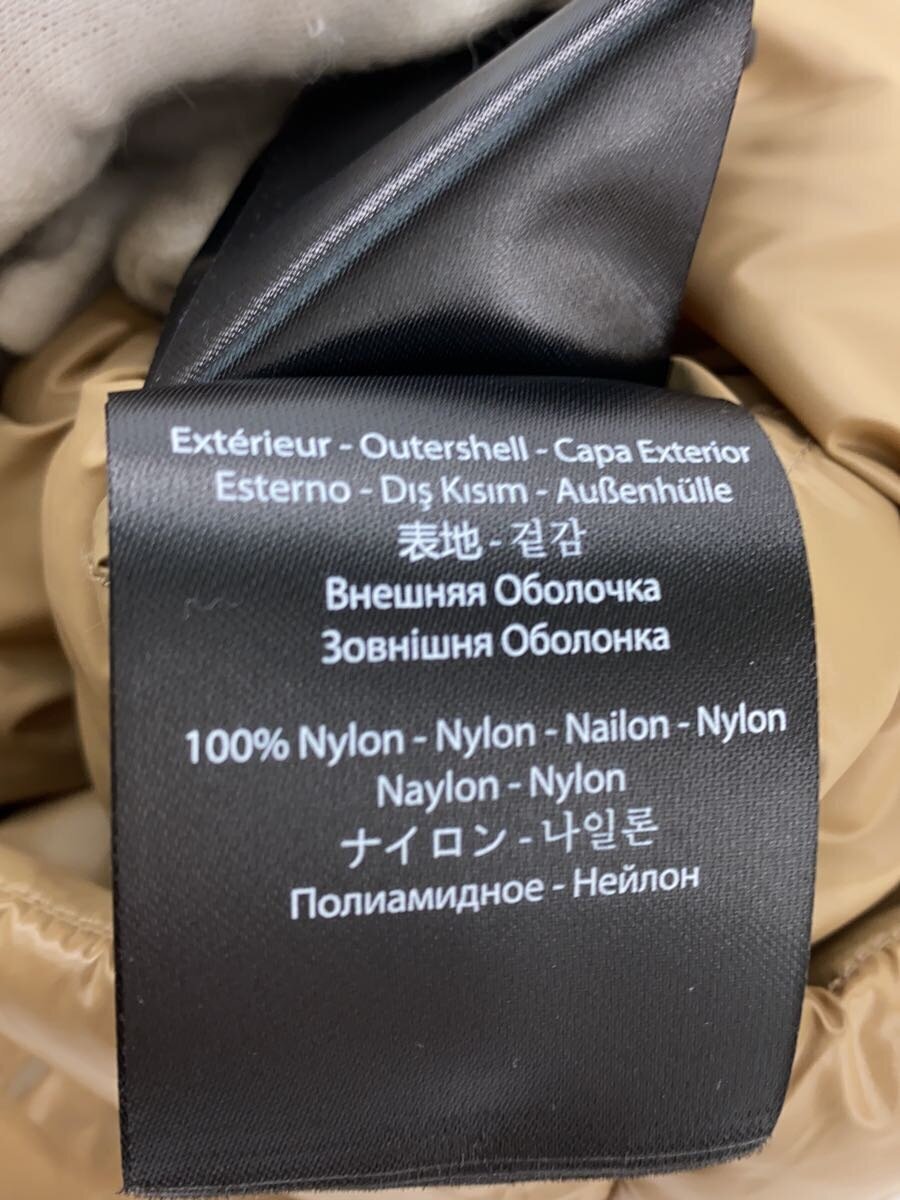 Extérieur - Outershell - Capa Exterior
Esterno - Dış Kısım - Außenhülle
表地 - 겉감
Внешняя Оболочка
Зовнішня Оболонка
100% Nylon - Nylon - Nailon - Nylon
Naylon - Nylon
ナイロン - 나일론
Полиамидное - Нейлон